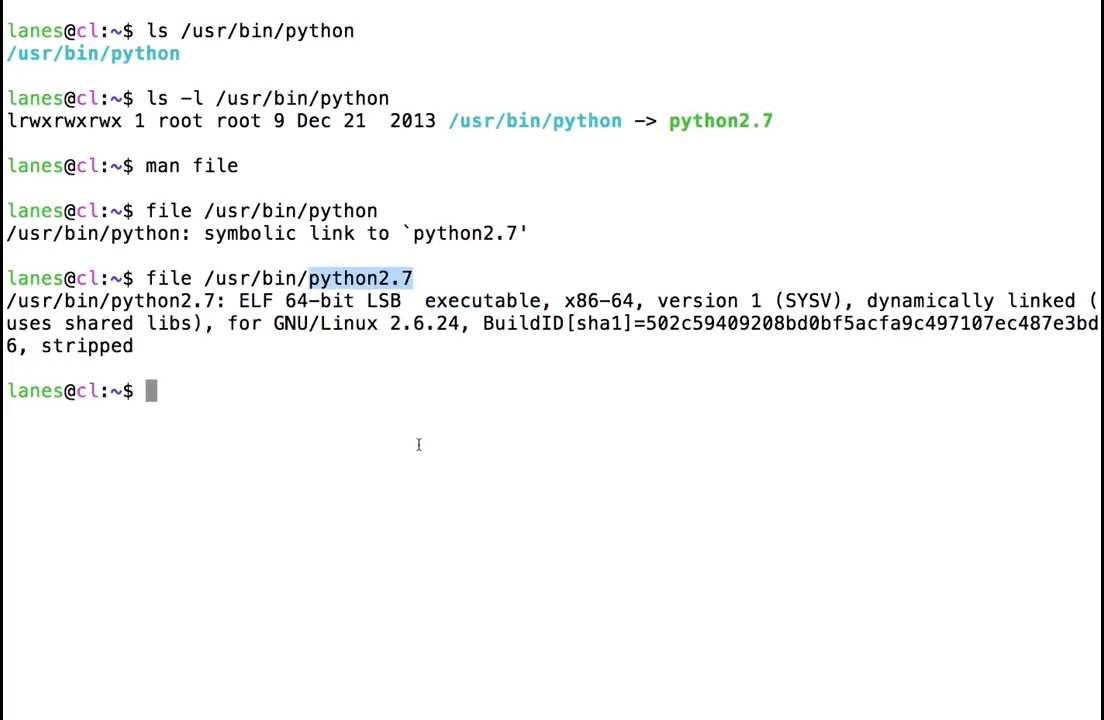 lanes@cl:~$ ls /usr/bin/python
/usr/bin/python
lanes@cl:~$ ls -l /usr/bin/python
lrwxrwxrwx 1 root root 9 Dec 21  2013 /usr/bin/python -> python2.7
lanes@cl:~$ man file
lanes@cl:~$ file /usr/bin/python
/usr/bin/python: symbolic link to `python2.7'
lanes@cl:~$ file /usr/bin/python2.7
/usr/bin/python2.7: ELF 64-bit LSB  executable, x86-64, version 1 (SYSV), dynamically linked (
uses shared libs), for GNU/Linux 2.6.24, BuildID[sha1]=502c59409208bd0bf5acfa9c497107ec487e3bd
6, stripped
lanes@cl:~$